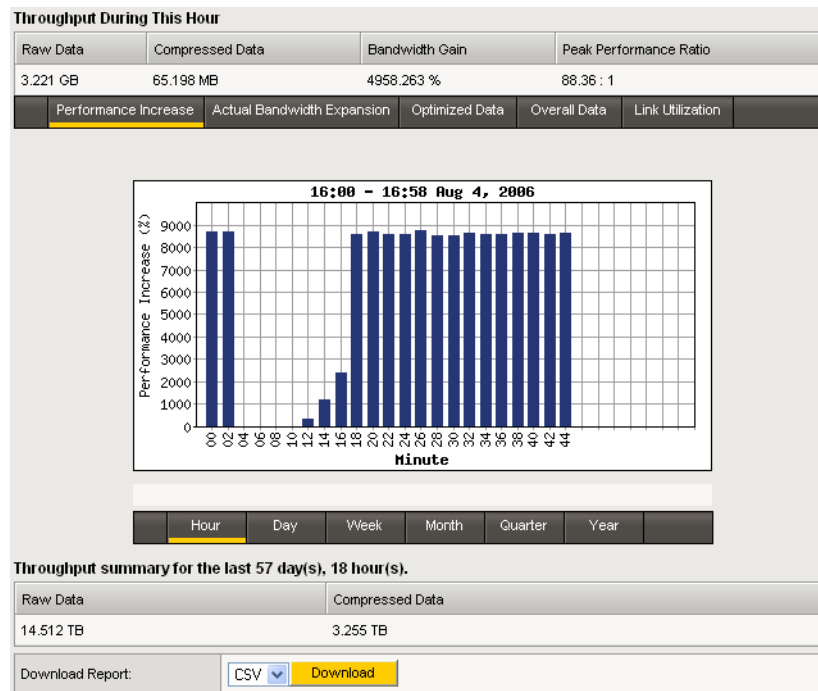 Throughput During This Hour
Raw Data Compressed Data Bandwidth Gain Peak Performance Ratio
3.221 GB 65.198 MB 4958.263 % 88.36 : 1
Performance Increase Actual Bandwidth Expansion Optimized Data Overall Data Link Utilization
16:00 - 16:58 Aug 4, 2006
Performance Increase (%)
9000
8000
7000
6000
5000
4000
3000
2000
1000
0
00 02 04 06 08 10 12 14 16 18 20 22 24 26 28 30 32 34 36 38 40 42 44
Minute
Hour Day Week Month Quarter Year
Throughput summary for the last 57 day(s), 18 hour(s).
Raw Data Compressed Data
14.512 TB 3.255 TB
Download Report: CSV Download